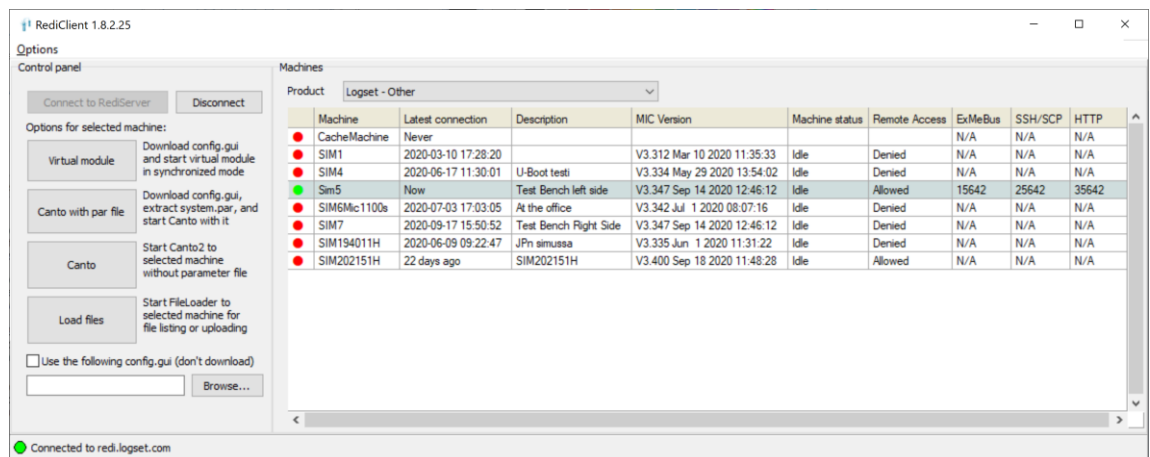 RediClient 1.8.2.25
Options
Control panel
Connect to RediServer Disconnect
Options for selected machine:
Virtual module
Download config.gui
and start virtual module
in synchronized mode
Canto with par file
Download config.gui,
extract system.par, and
start Canto with it
Canto
Start Canto2 to
selected machine
without parameter file
Load files
Start FileLoader to
selected machine for
file listing or uploading
Use the following config.gui (don't download)
Browse...
Machines
Product Logset - Other
Machine Latest connection Description MIC Version Machine status Remote Access ExMeBus SSH/SCP HTTP
CacheMachine Never N/A N/A N/A
SIM1 2020-03-10 17:28:20 V3.312 Mar 10 2020 11:35:33 Idle Denied N/A N/A N/A
SIM4 2020-06-17 11:30:01 U-Boot testi V3.334 May 29 2020 13:54:02 Idle Denied N/A N/A N/A
Sim5 Now Test Bench left side V3.347 Sep 14 2020 12:46:12 Idle Allowed 15642 25642 35642
SIM6Mic1100s 2020-07-03 17:03:05 At the office V3.342 Jul 1 2020 08:07:16 Idle Denied N/A N/A N/A
SIM7 2020-09-17 15:50:52 Test Bench Right Side V3.347 Sep 14 2020 12:46:12 Idle Denied N/A N/A N/A
SIM194011H 2020-06-09 09:22:47 JPn simussa V3.335 Jun 1 2020 11:31:22 Idle Denied N/A N/A N/A
SIM202151H 22 days ago SIM202151H V3.400 Sep 18 2020 11:48:28 Idle Allowed N/A N/A N/A
Connected to redi.logset.com